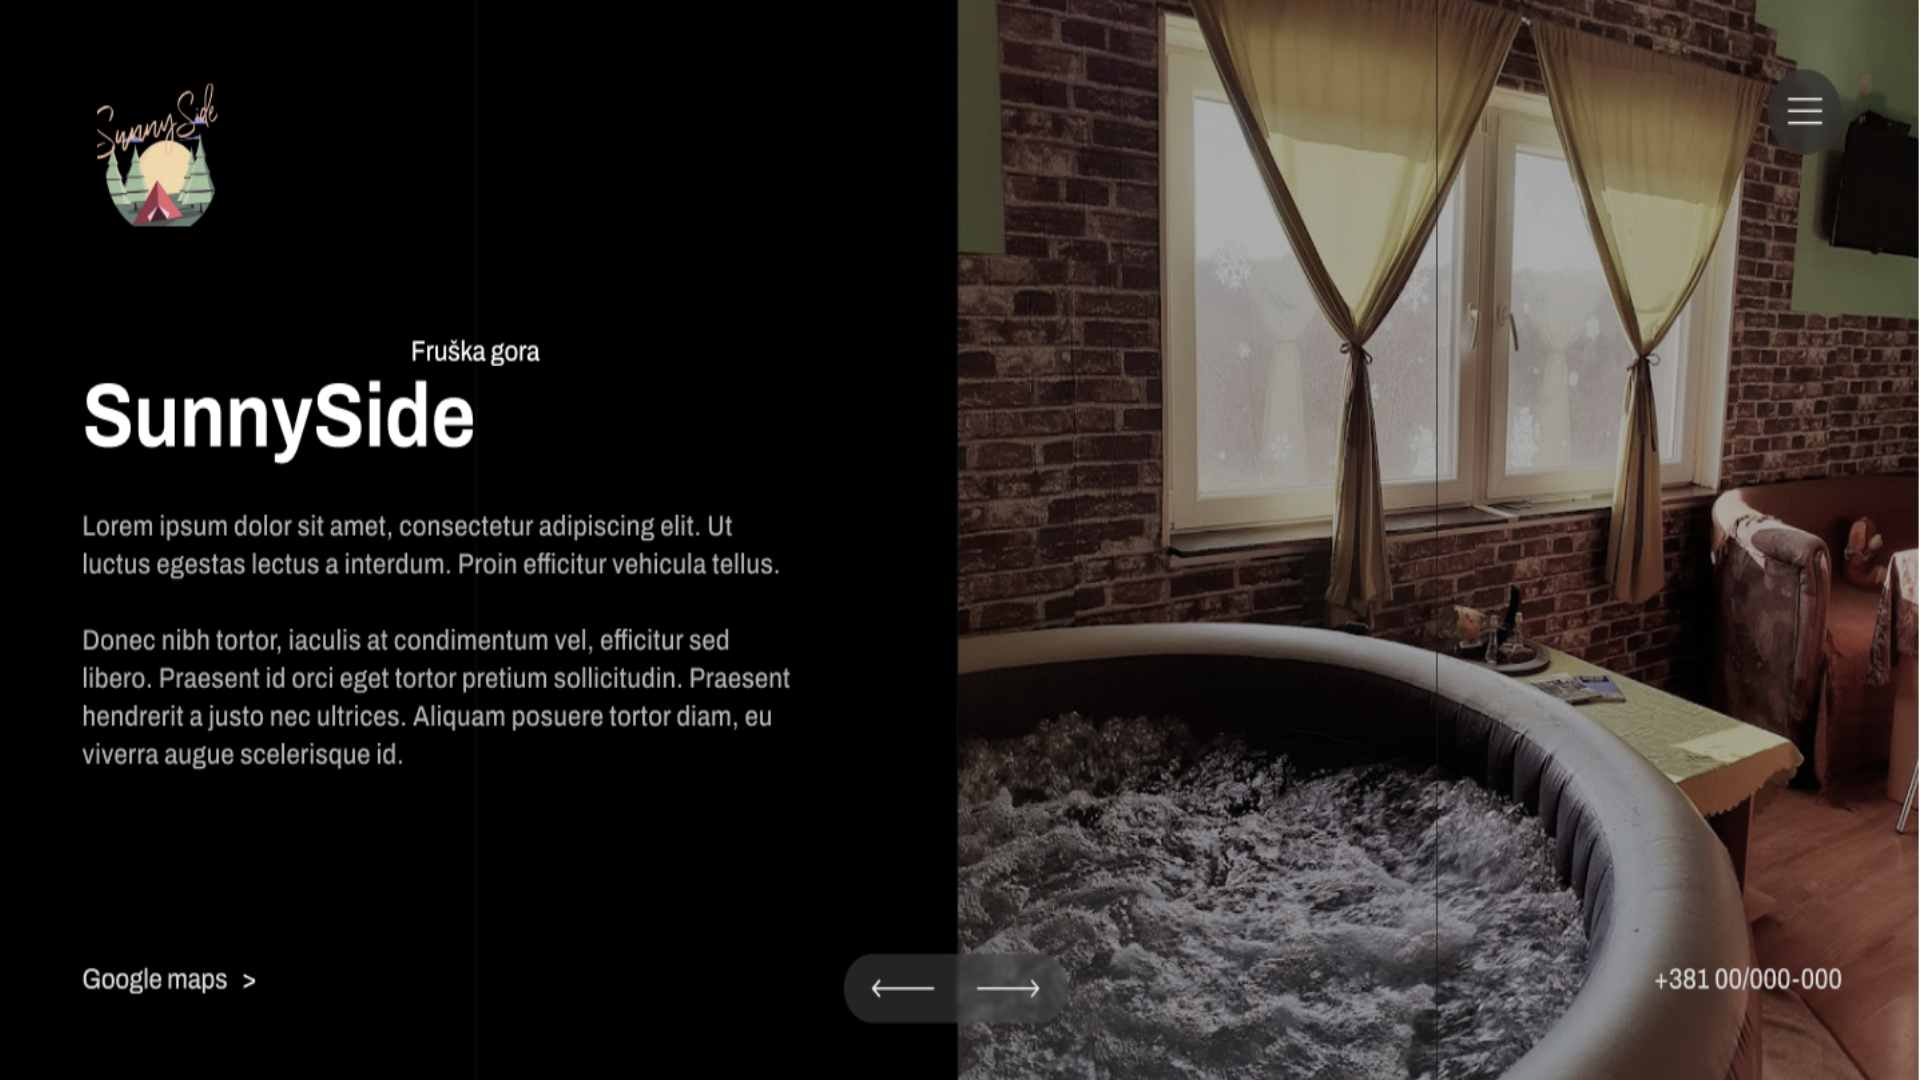 SunnySide
Fruška gora
SunnySide
Lorem ipsum dolor sit amet, consectetur adipiscing elit. Ut
luctus egestas lectus a interdum. Proin efficitur vehicula tellus.
Donec nibh tortor, iaculis at condimentum vel, efficitur sed
libero. Praesent id orci eget tortor pretium sollicitudin. Praesent
hendrerit a justo nec ultrices. Aliquam posuere tortor diam, eu
viverra augue scelerisque id.
Google maps >
+381 00/000-000